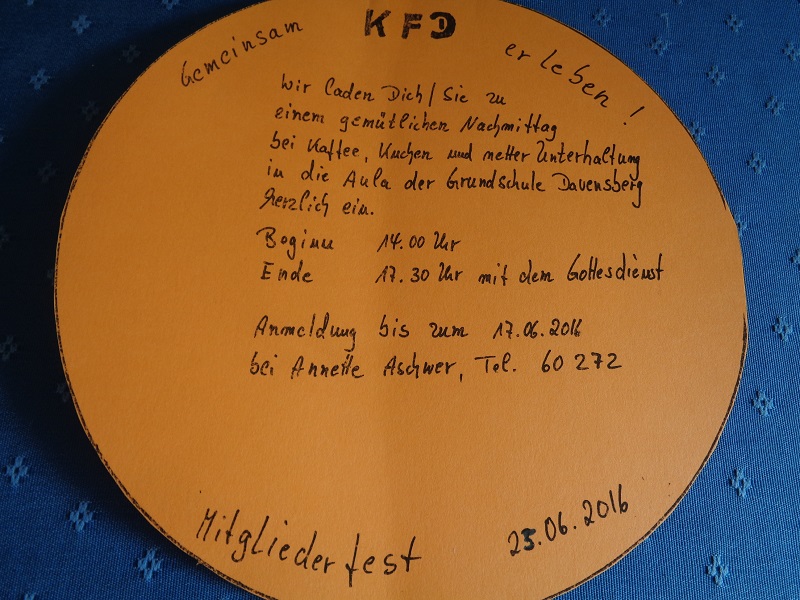 KFD
Gemeinsam erleben!
Wir laden Dich / Sie zu
einem gemütlichen Nachmittag
bei Kaffee, Kuchen und netter Unterhaltung
in die Aula der Grundschule Davensberg
herzlich ein.
Beginn 14.00 Uhr
Ende 17.30 Uhr mit dem Gottesdienst
Anmeldung bis zum 17.06.2016
bei Annette Aschwer, Tel. 60 272
Mitgliederfest 25.06.2016